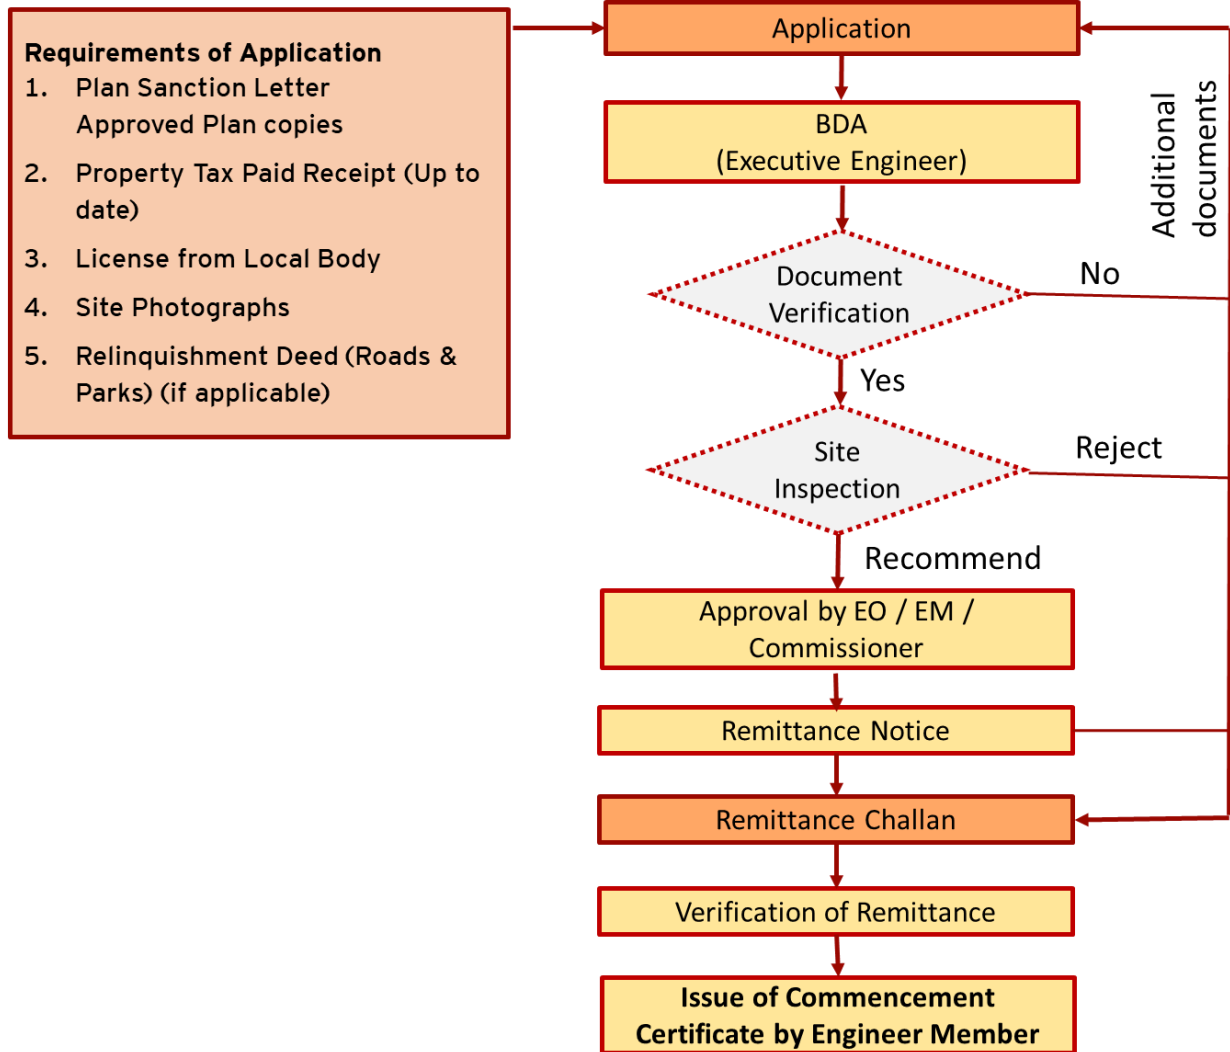 Requirements of Application
1. Plan Sanction Letter
Approved Plan copies
2. Property Tax Paid Receipt (Up to
date)
3. License from Local Body
4. Site Photographs
5. Relinquishment Deed (Roads &
Parks) (if applicable)
Application
BDA
(Executive Engineer)
Additional
documents
Document
Verification
No
Yes
Site
Inspection
Reject
Recommend
Approval by EO / EM /
Commissioner
Remittance Notice
Remittance Challan
Verification of Remittance
Issue of Commencement
Certificate by Engineer Member